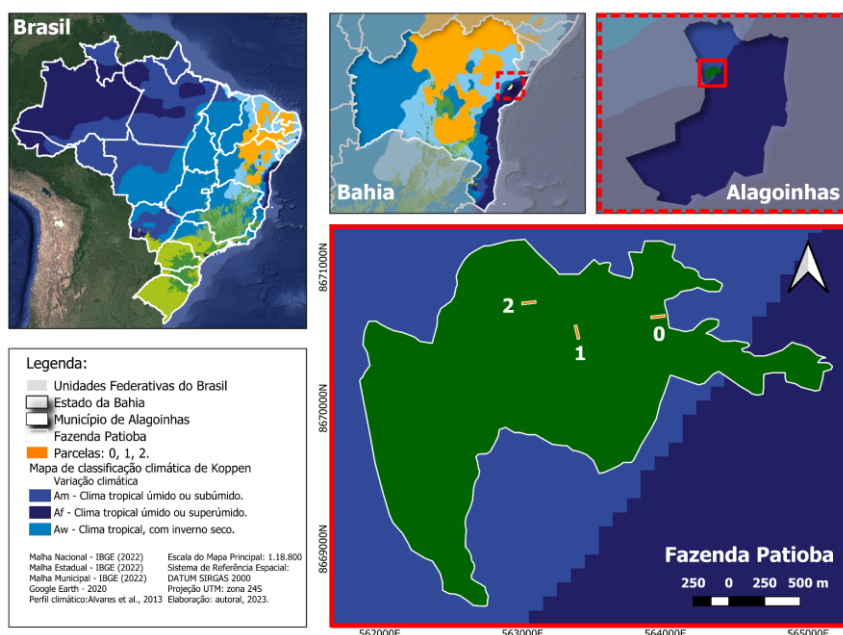 Brasil
Bahia
Alagoinhas
8671000N
8670000N
8669000N
2
1
0
Fazenda Patioba
250 0 250 500 m
562000E 563000E 564000E 565000E
Legenda:
Unidades Federativas do Brasil
Estado da Bahia
Município de Alagoinhas
Fazenda Patioba
Parcelas: 0, 1, 2.
Mapa de classificação climática de Koppen
Variação climática
Am - Clima tropical úmido ou subúmido.
Af - Clima tropical úmido ou superúmido.
Aw - Clima tropical, com inverno seco.
Malha Nacional - IBGE (2022)
Malha Estadual - IBGE (2022)
Malha Municipal - IBGE (2022)
Google Earth - 2020
Perfil climático:Alvares et al., 2013
Escala do Mapa Principal: 1.18.800
Sistema de Referência Espacial:
DATUM SIRGAS 2000
Projeção UTM: zona 24S
Elaboração: autoral, 2023.